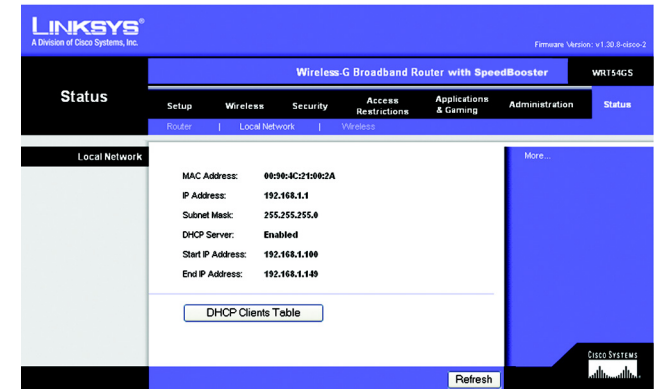 LINKSYS®
A Division of Cisco Systems, Inc.
Firmware Version: v1.30.8-cisco-2
Wireless-G Broadband Router with SpeedBooster WRT54GS
Status
Setup Wireless Security Access Restrictions Applications & Gaming Administration Status
Router | Local Network | Wireless
Local Network
More...
MAC Address: 00:90:4C:21:00:2A
IP Address: 192.168.1.1
Subnet Mask: 255.255.255.0
DHCP Server: Enabled
Start IP Address: 192.168.1.100
End IP Address: 192.168.1.149
DHCP Clients Table
Refresh
CISCO SYSTEMS